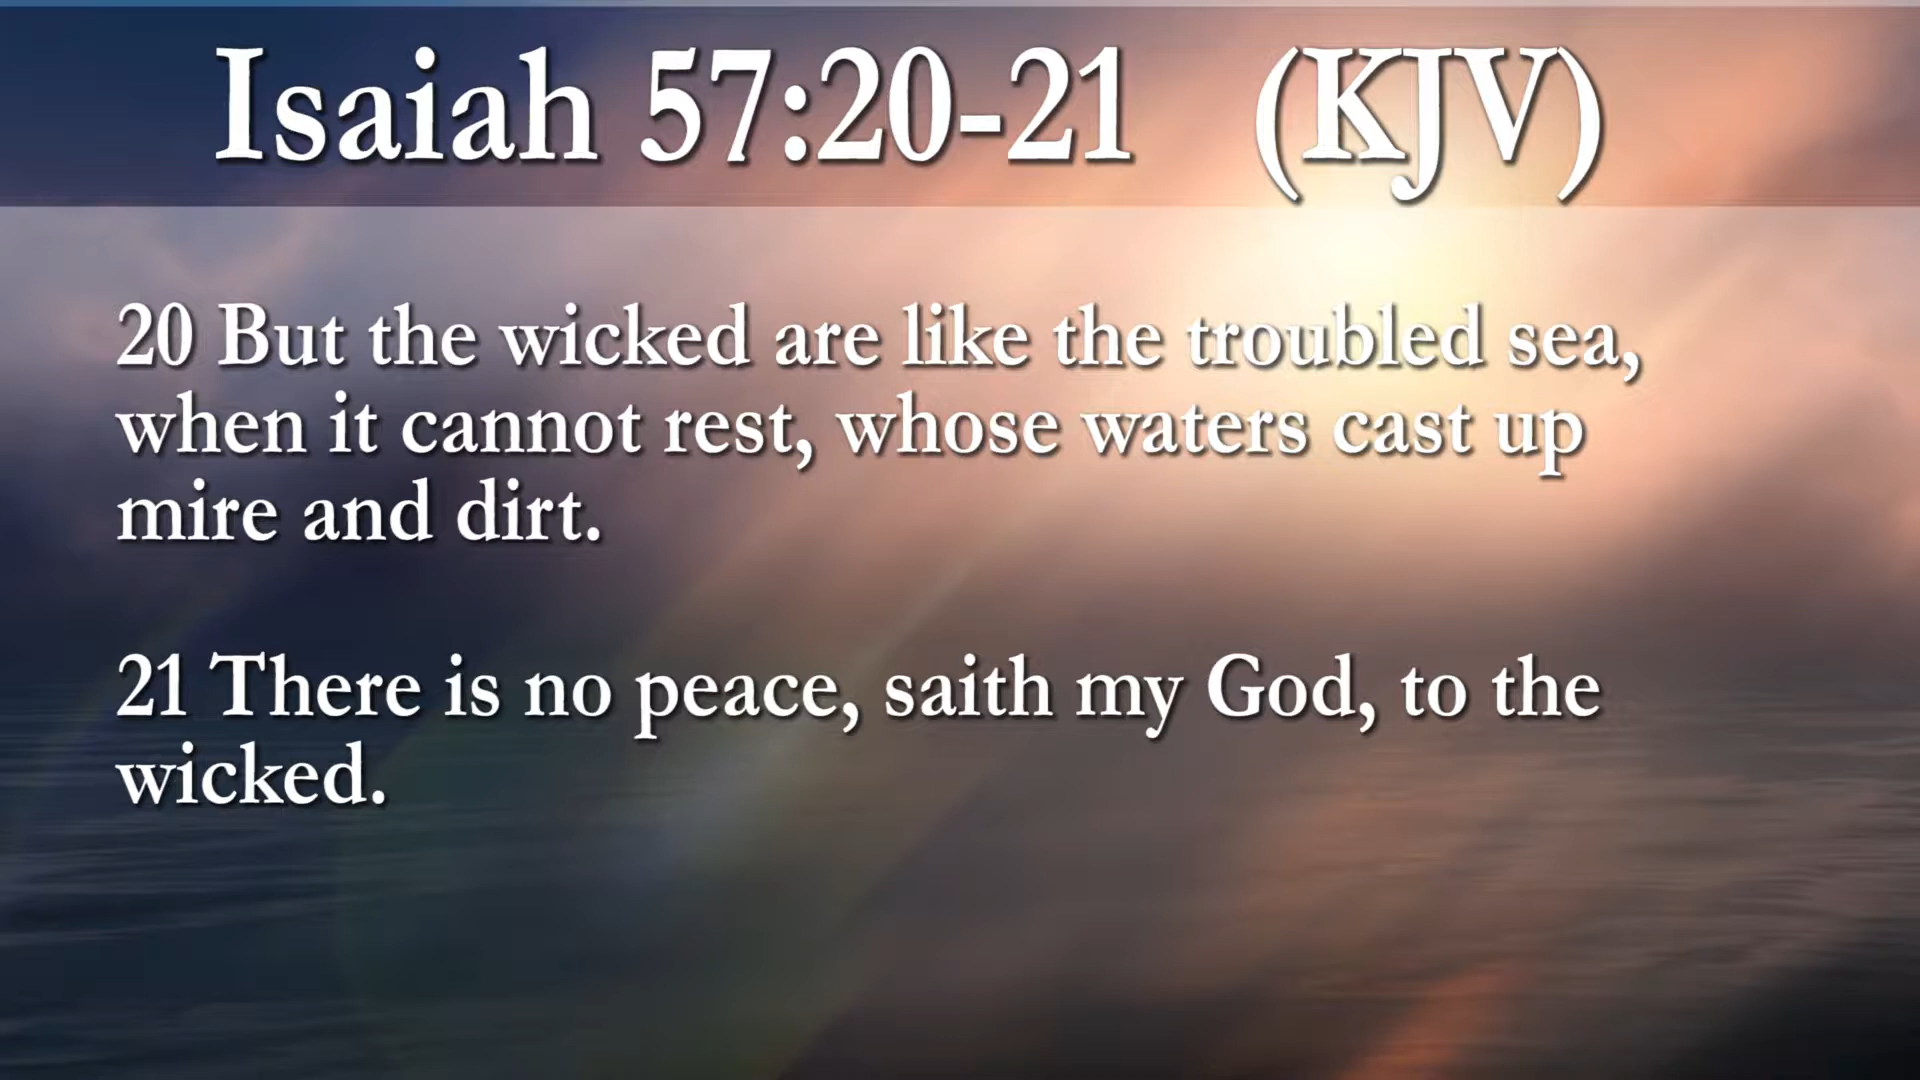 Isaiah 57:20-21 (KJV)
20 But the wicked are like the troubled sea,
when it cannot rest, whose waters cast up
mire and dirt.
21 There is no peace, saith my God, to the
wicked.